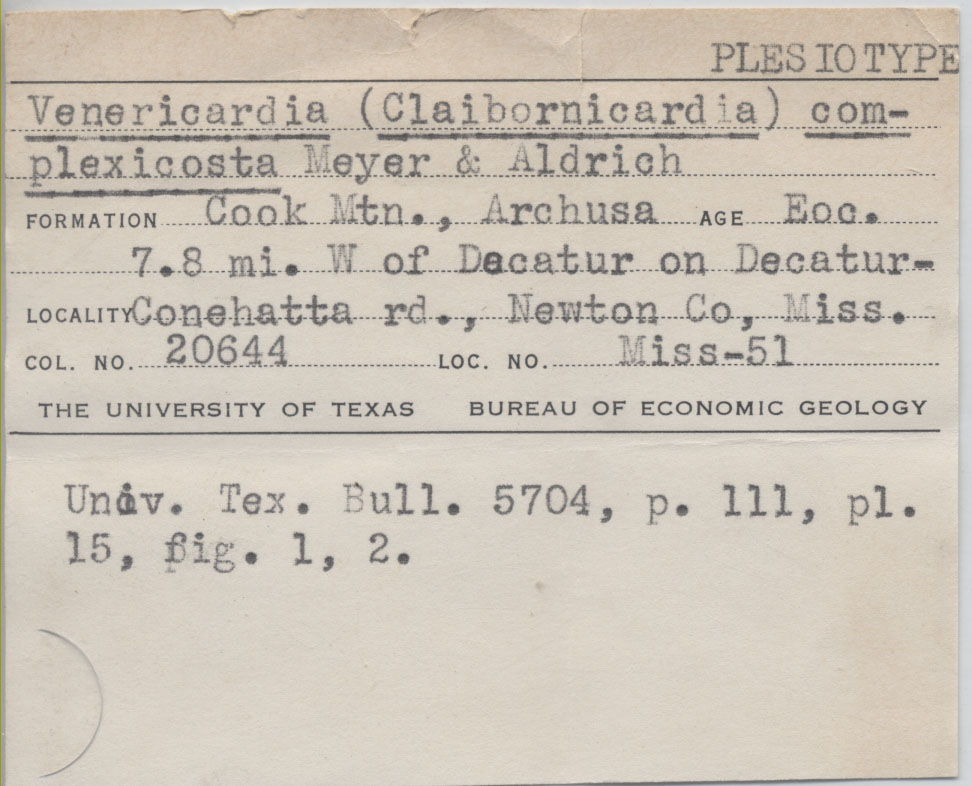 PLESIOTYPE
Venericardia (Claibornicardia) com-
plexicosta Meyer & Aldrich
FORMATION Cook Mtn., Archusa AGE Eoc.
7.8 mi. W of Decatur on Decatur-
LOCALITY Conehatta rd., Newton Co, Miss.
COL. NO. 20644 LOC. NO. Miss-51
THE UNIVERSITY OF TEXAS BUREAU OF ECONOMIC GEOLOGY
Univ. Tex. Bull. 5704, p. 111, pl.
15, fig. 1, 2.